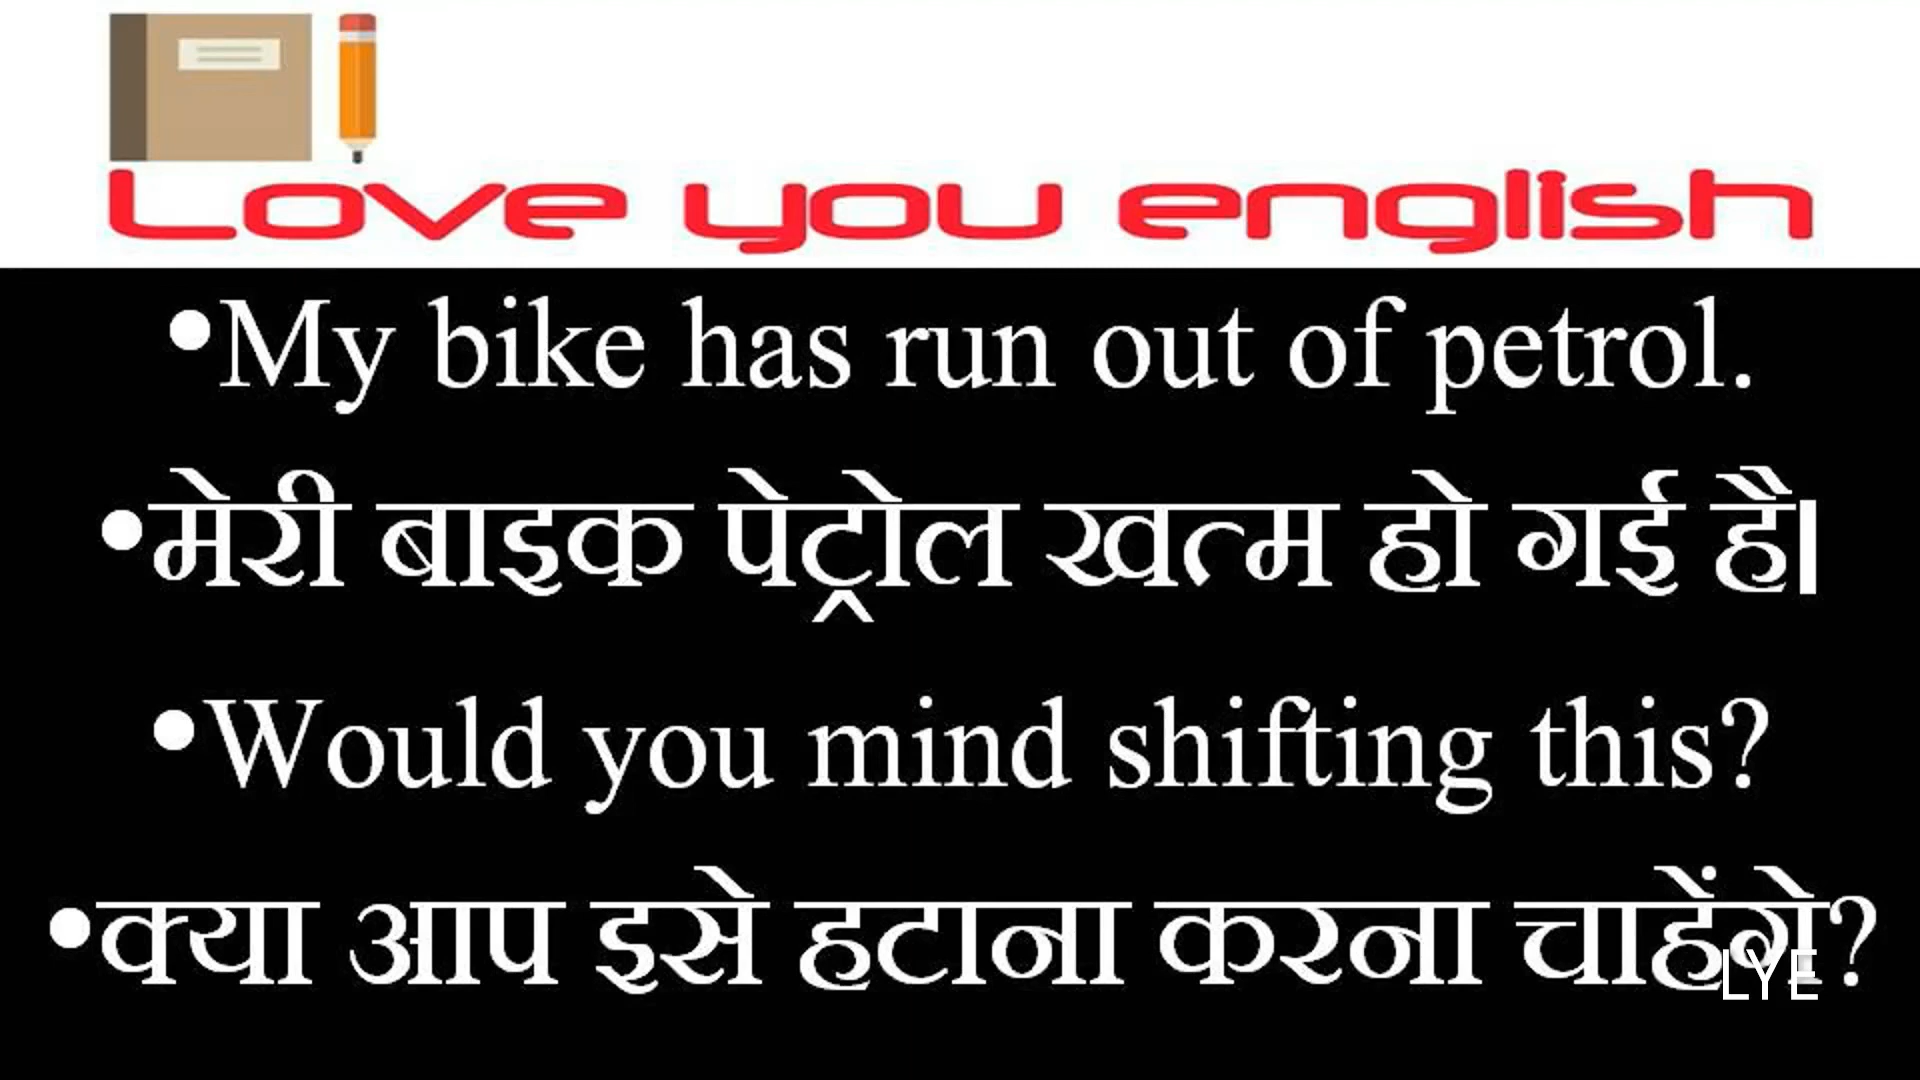 Love you english
•My bike has run out of petrol.
•मेरी बाइक पेट्रोल खत्म हो गई है।
•Would you mind shifting this?
•क्या आप इसे हटाना करना चाहेंगे?
LYE